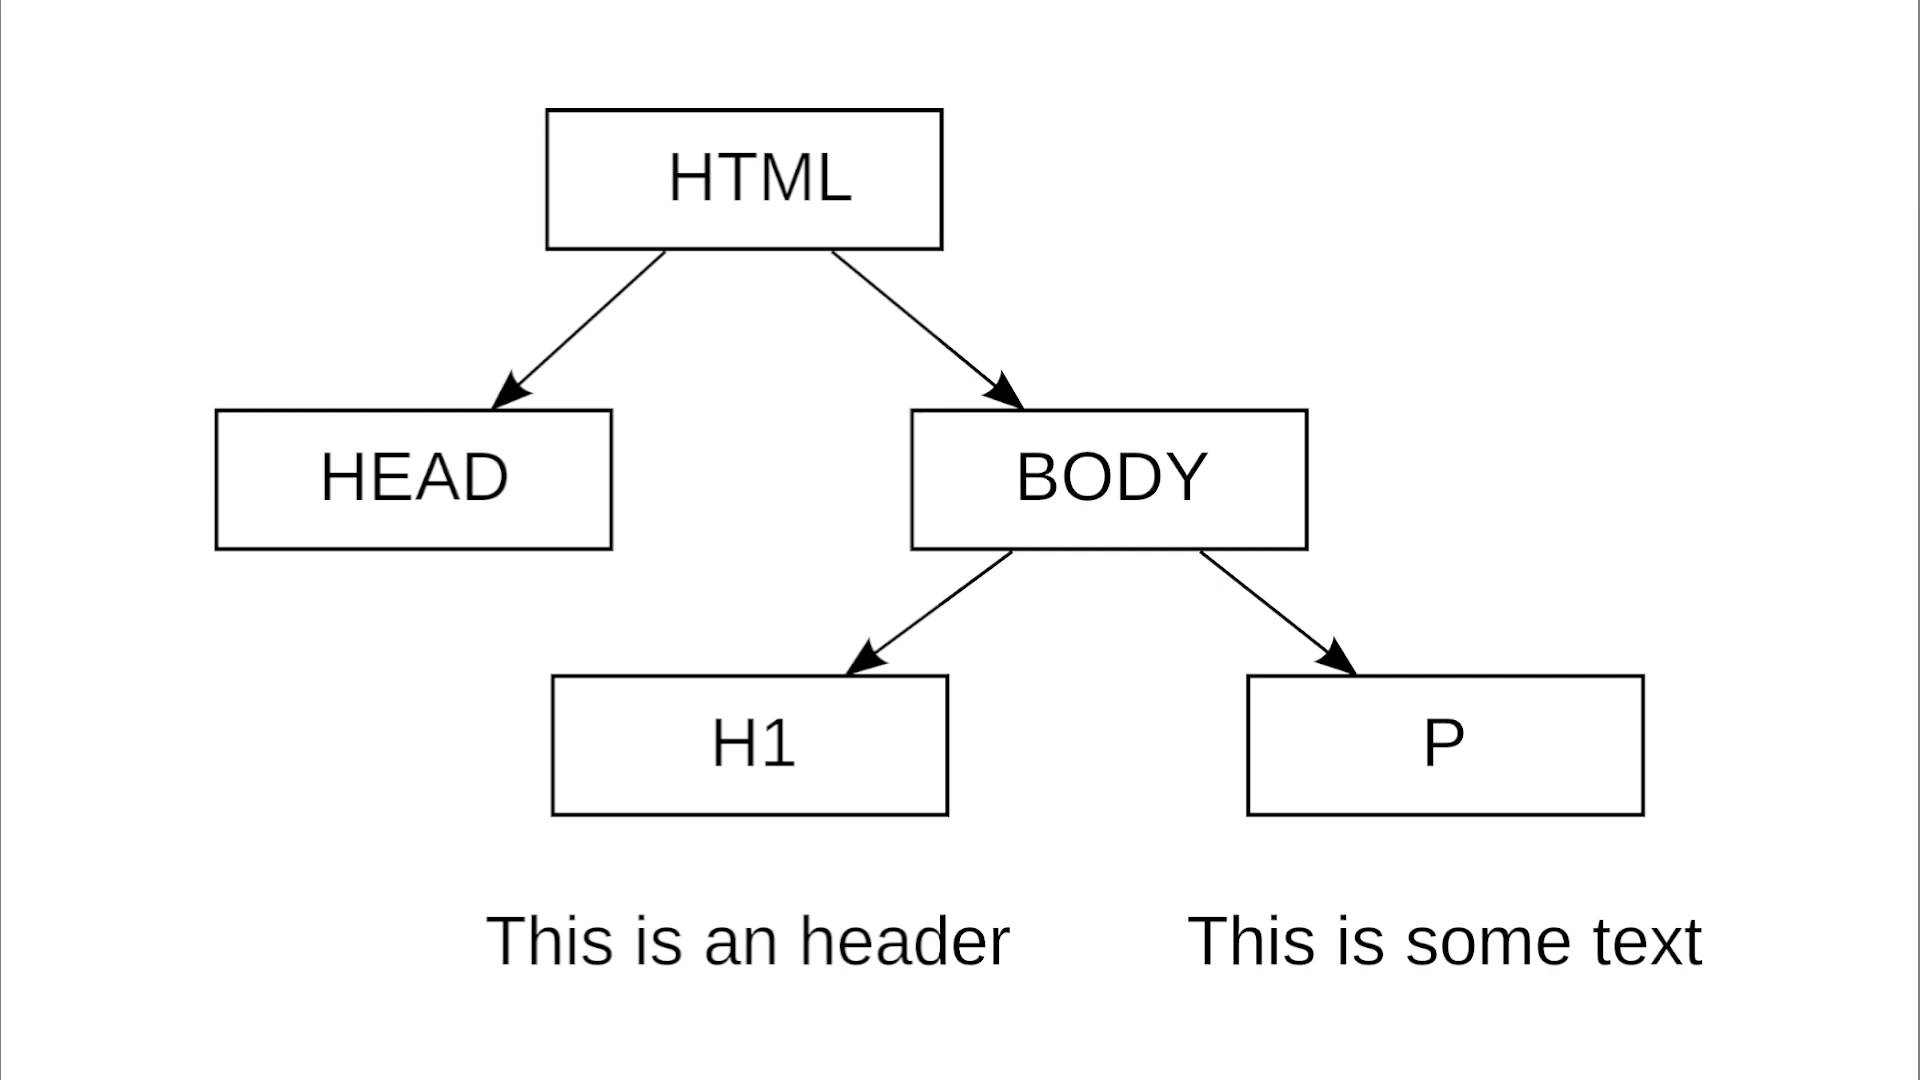 HTML
HEAD
BODY
H1
P
This is an header
This is some text